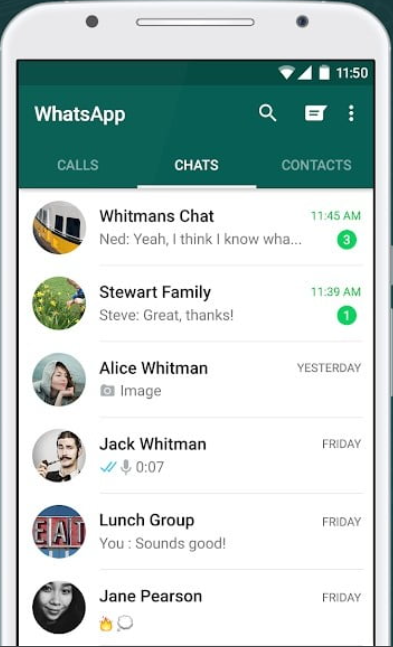 11:50
WhatsApp
CALLS CHATS CONTACTS
Whitmans Chat 11:45 AM
Ned: Yeah, I think I know wha... 3
Stewart Family 11:39 AM
Steve: Great, thanks! 1
Alice Whitman YESTERDAY
Image
Jack Whitman FRIDAY
0:07
EAT
Lunch Group FRIDAY
You : Sounds good!
Jane Pearson FRIDAY
🔥💭